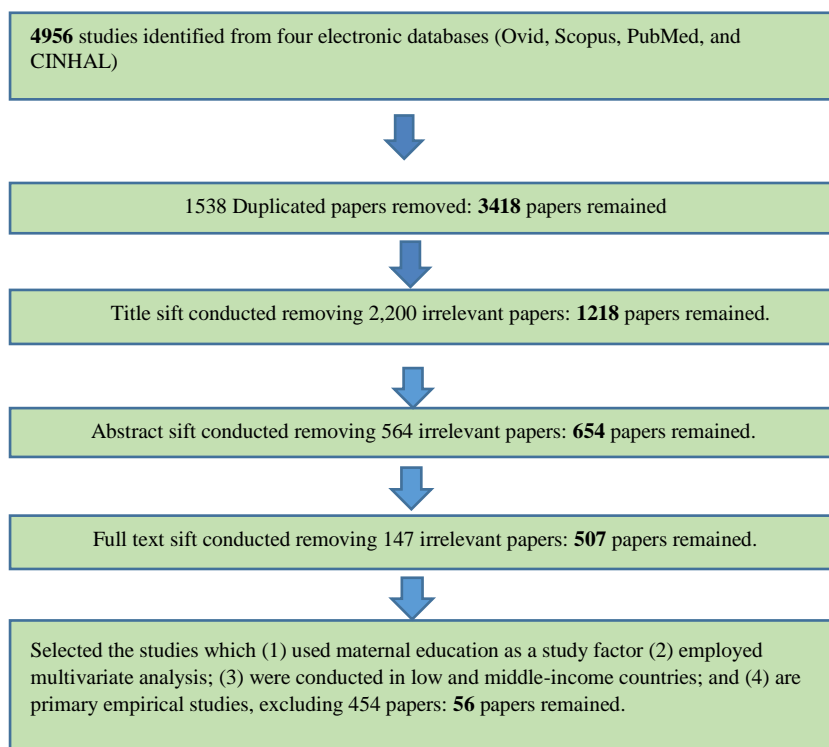 4956 studies identified from four electronic databases (Ovid, Scopus, PubMed, and
CINHAL)
1538 Duplicated papers removed: 3418 papers remained
Title sift conducted removing 2,200 irrelevant papers: 1218 papers remained.
Abstract sift conducted removing 564 irrelevant papers: 654 papers remained.
Full text sift conducted removing 147 irrelevant papers: 507 papers remained.
Selected the studies which (1) used maternal education as a study factor (2) employed
multivariate analysis; (3) were conducted in low and middle-income countries; and (4) are
primary empirical studies, excluding 454 papers: 56 papers remained.